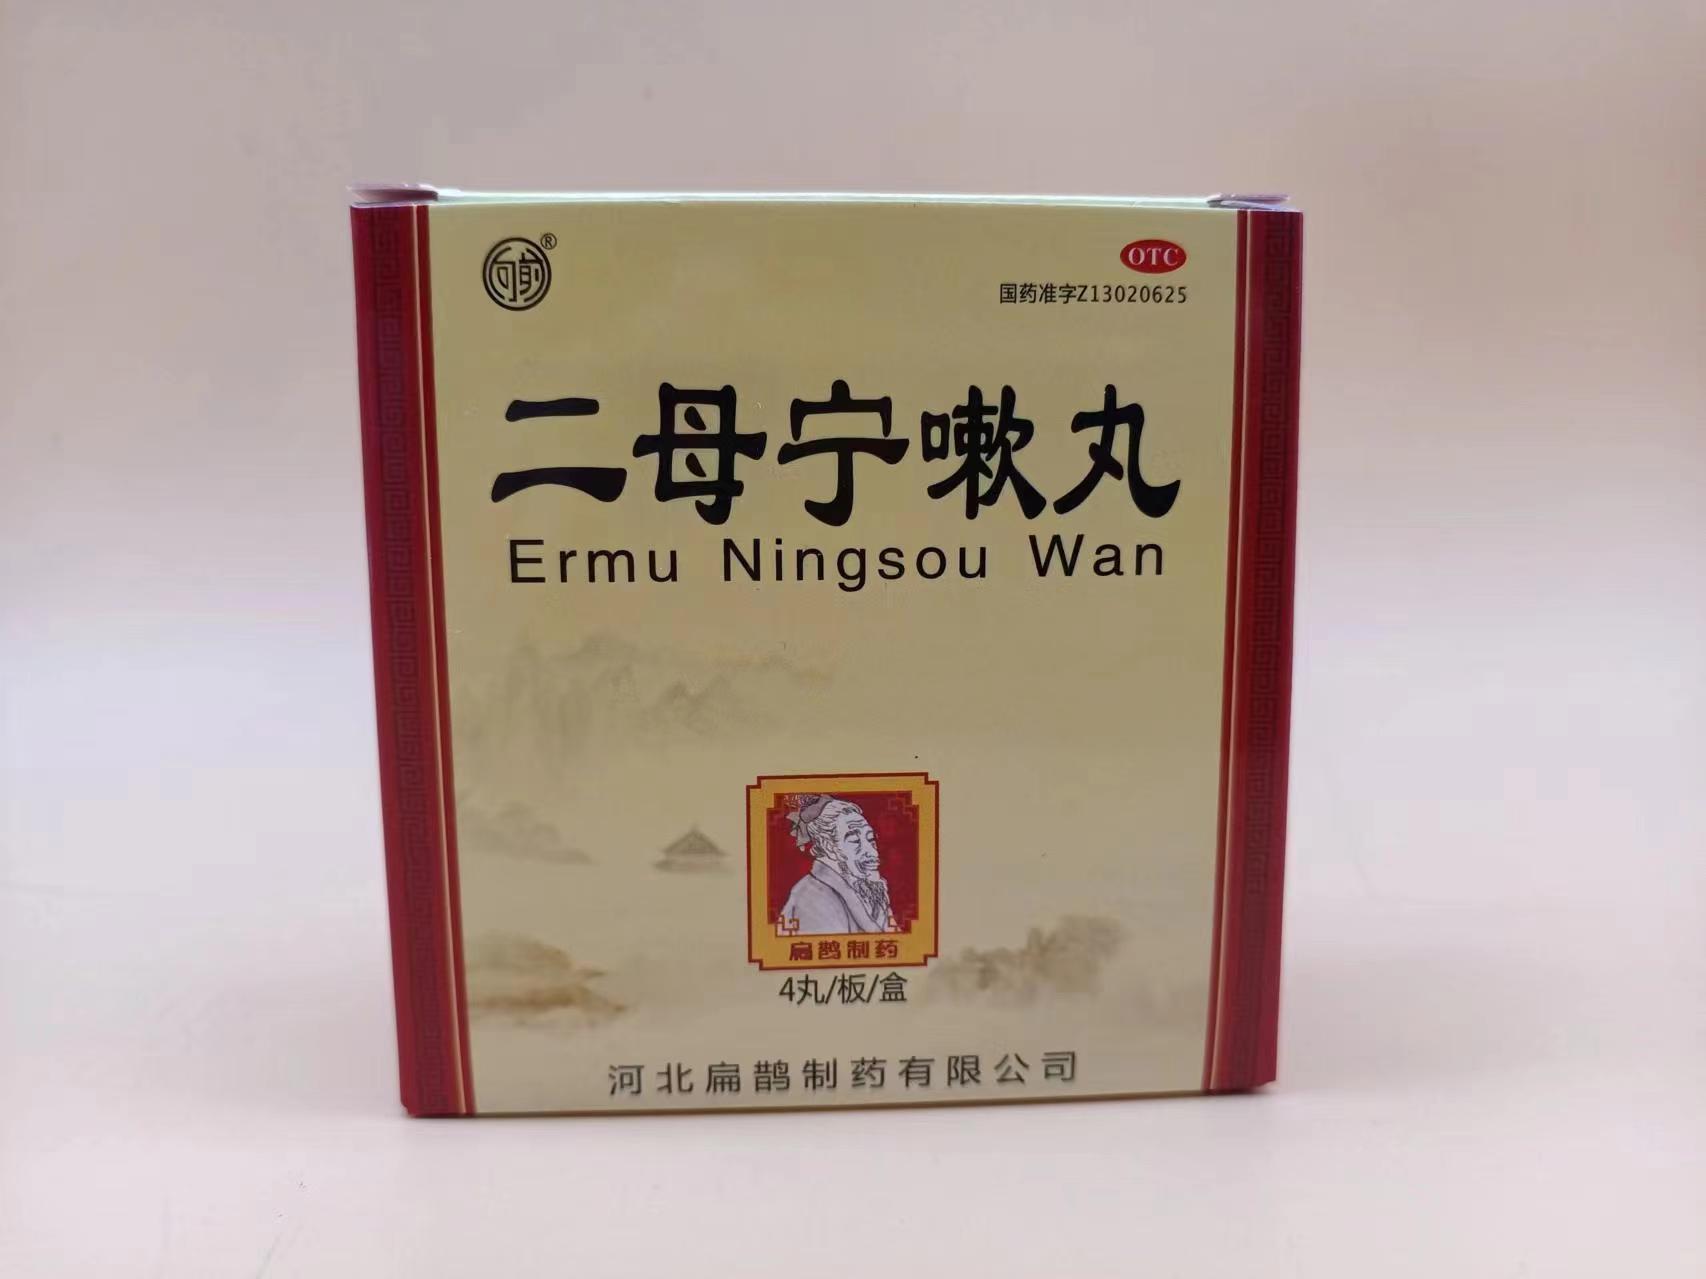 ®
OTC
国药准字Z13020625
二母宁嗽丸
Ermu Ningsou Wan
扁鹊制药
4丸/板/盒
河北扁鹊制药有限公司